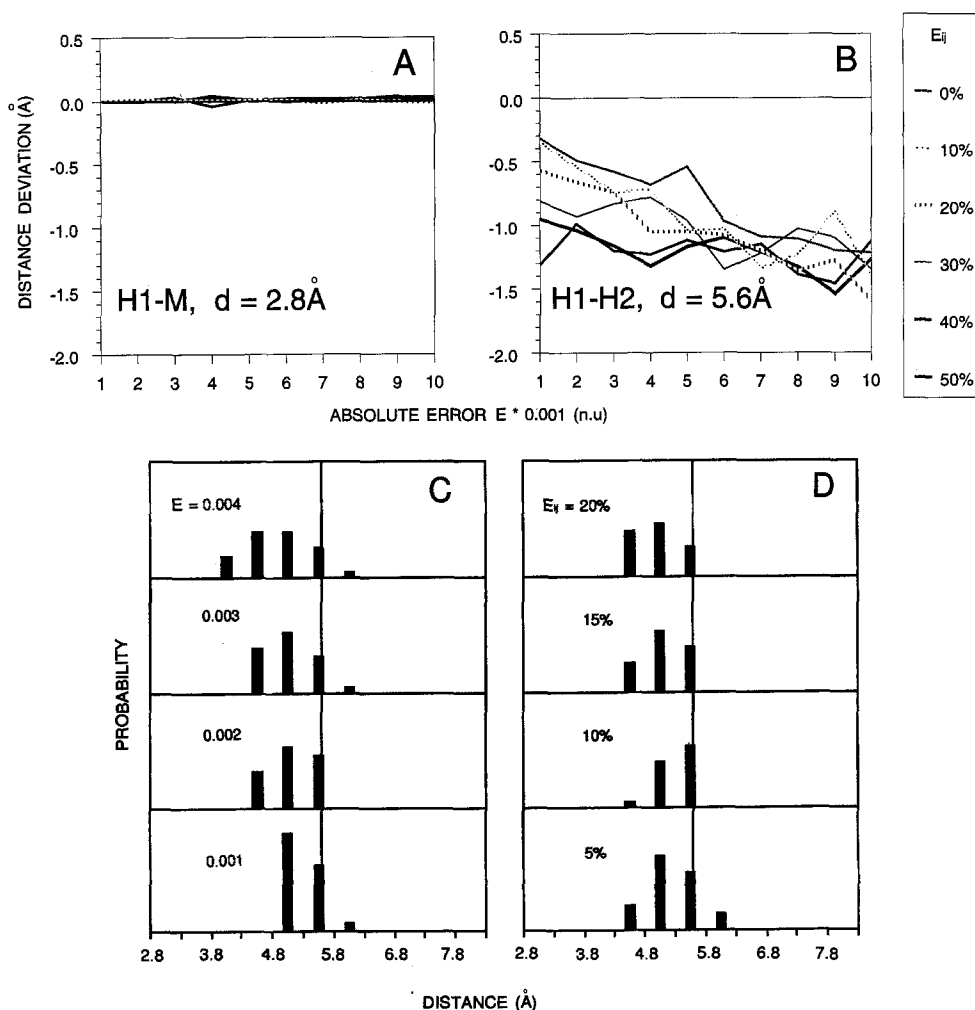 A
0.5
0.0
-0.5
-1.0
-1.5
-2.0
DISTANCE DEVIATION (Å)
H1-M, d = 2.8Å
1 2 3 4 5 6 7 8 9 10
B
0.5
0.0
-0.5
-1.0
-1.5
-2.0
H1-H2, d = 5.6Å
1 2 3 4 5 6 7 8 9 10
ABSOLUTE ERROR E * 0.001 (n.u)
Eij
0%
10%
20%
30%
40%
50%
C
E = 0.004
0.003
0.002
0.001
PROBABILITY
2.8 3.8 4.8 5.8 6.8 7.8
D
Eij = 20%
15%
10%
5%
2.8 3.8 4.8 5.8 6.8 7.8
DISTANCE (Å)